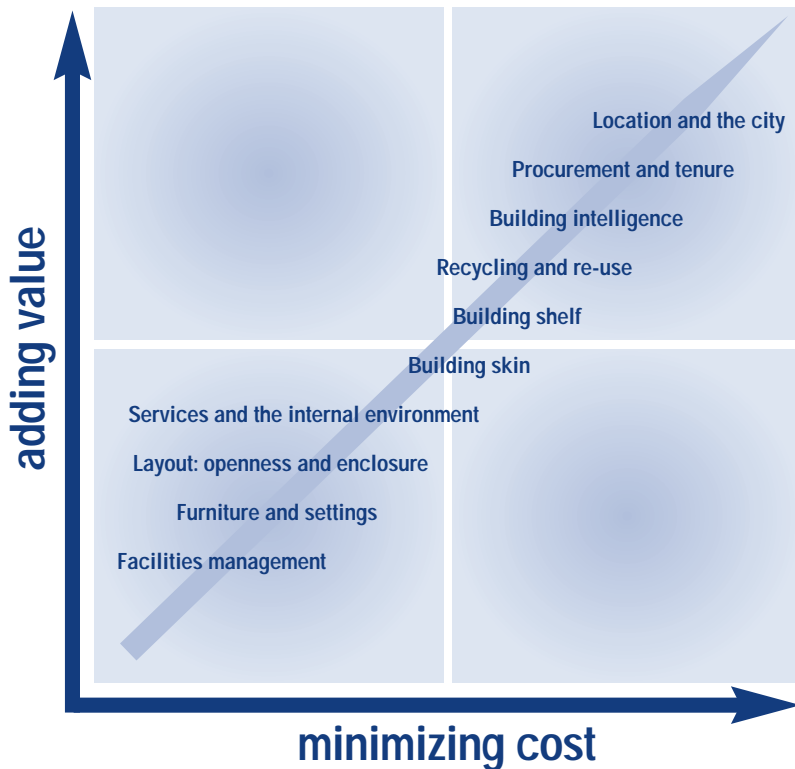 adding value
Location and the city
Procurement and tenure
Building intelligence
Recycling and re-use
Building shelf
Building skin
Services and the internal environment
Layout: openness and enclosure
Furniture and settings
Facilities management
minimizing cost